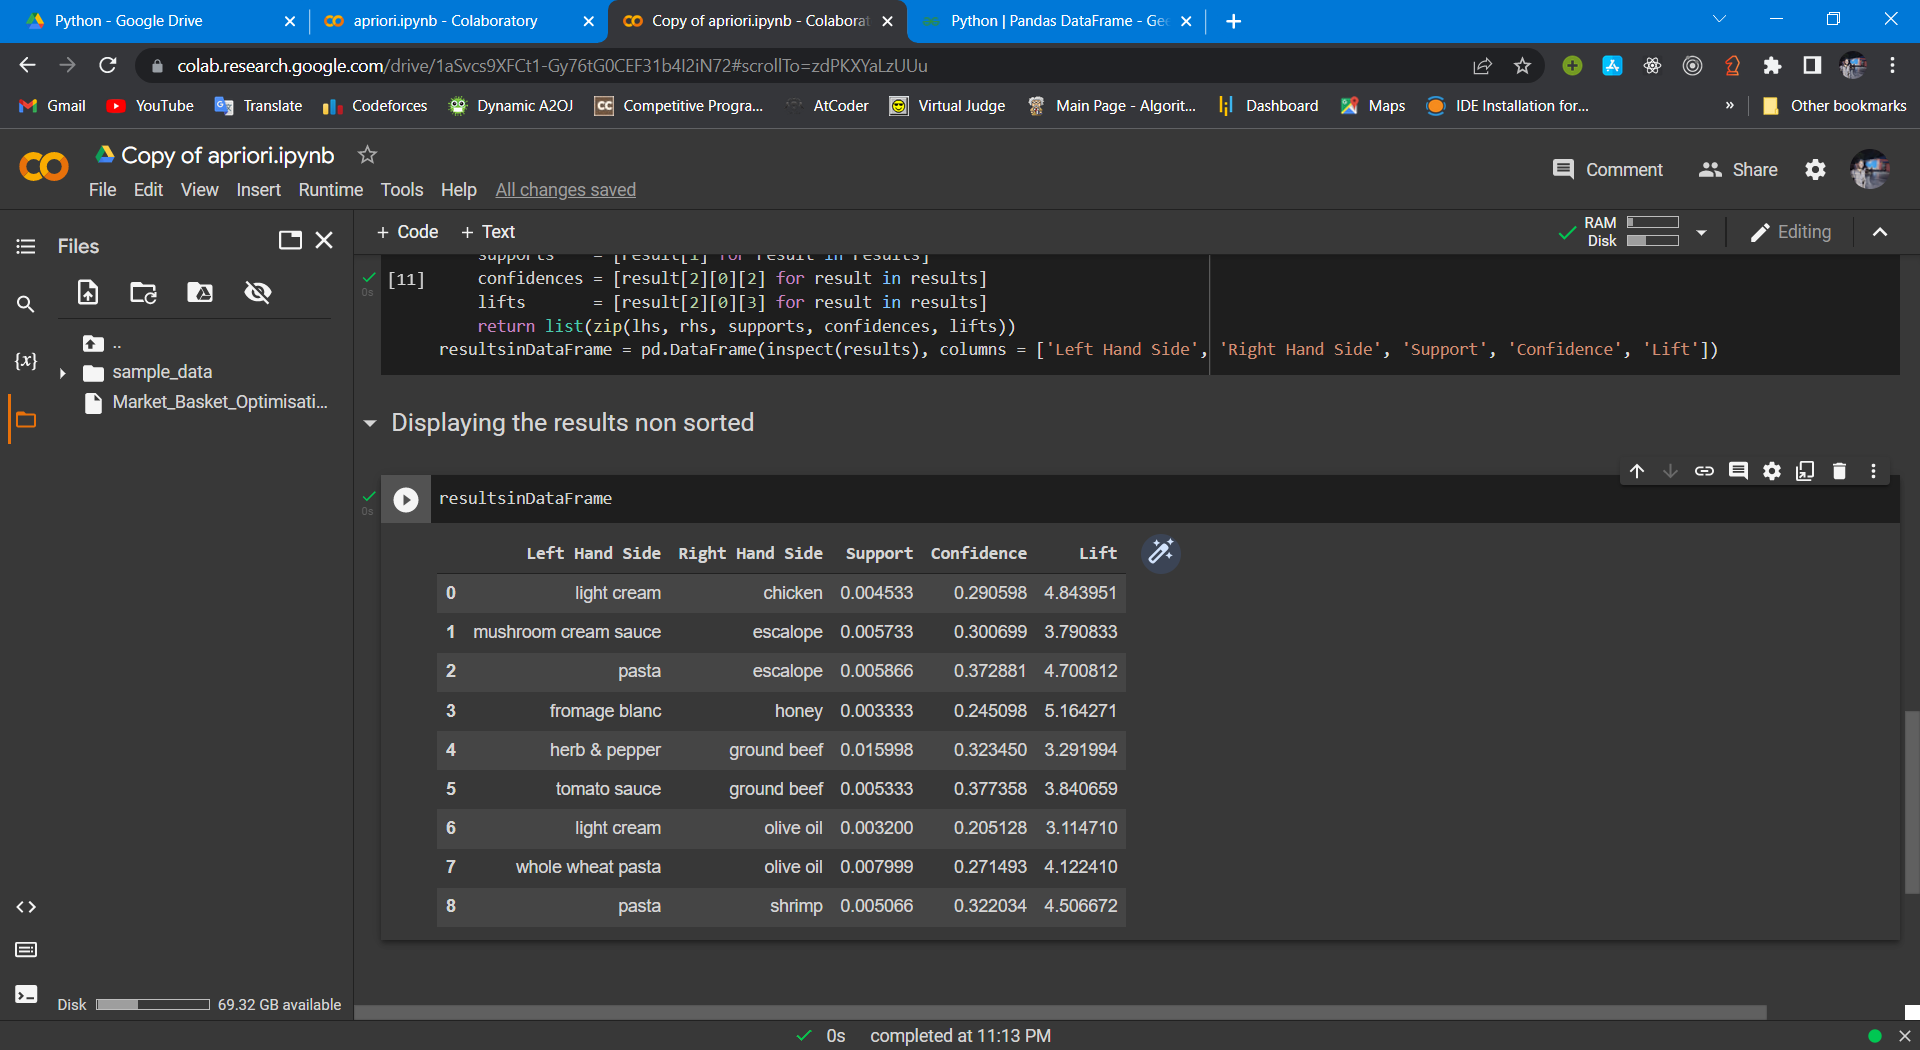 Python - Google Drive
apriori.ipynb - Colaboratory
Copy of apriori.ipynb - Colaborat
Python | Pandas DataFrame - Gee
colab.research.google.com/drive/1aSvcs9XFCt1-Gy76tG0CEF31b4I2iN72#scrollTo=zdPKXYaLzUUu
Gmail
YouTube
Translate
Codeforces
Dynamic A2OJ
CC
Competitive Progra...
AtCoder
Virtual Judge
Main Page - Algorit...
Dashboard
Maps
IDE Installation for...
»
Other bookmarks
Copy of apriori.ipynb
Comment
Share
File Edit View Insert Runtime Tools Help All changes saved
Files
+ Code + Text
RAM
Disk
Editing
..
sample_data
Market_Basket_Optimisati...
{x}
supports = [result[1] for result in results]
[11]
0s
confidences = [result[2][0][2] for result in results]
lifts = [result[2][0][3] for result in results]
return list(zip(lhs, rhs, supports, confidences, lifts))
resultsinDataFrame = pd.DataFrame(inspect(results), columns = ['Left Hand Side', 'Right Hand Side', 'Support', 'Confidence', 'Lift'])
Displaying the results non sorted
0s
resultsinDataFrame
Left Hand Side Right Hand Side Support Confidence Lift
0 light cream chicken 0.004533 0.290598 4.843951
1 mushroom cream sauce escalope 0.005733 0.300699 3.790833
2 pasta escalope 0.005866 0.372881 4.700812
3 fromage blanc honey 0.003333 0.245098 5.164271
4 herb & pepper ground beef 0.015998 0.323450 3.291994
5 tomato sauce ground beef 0.005333 0.377358 3.840659
6 light cream olive oil 0.003200 0.205128 3.114710
7 whole wheat pasta olive oil 0.007999 0.271493 4.122410
8 pasta shrimp 0.005066 0.322034 4.506672
Disk 69.32 GB available
0s completed at 11:13 PM